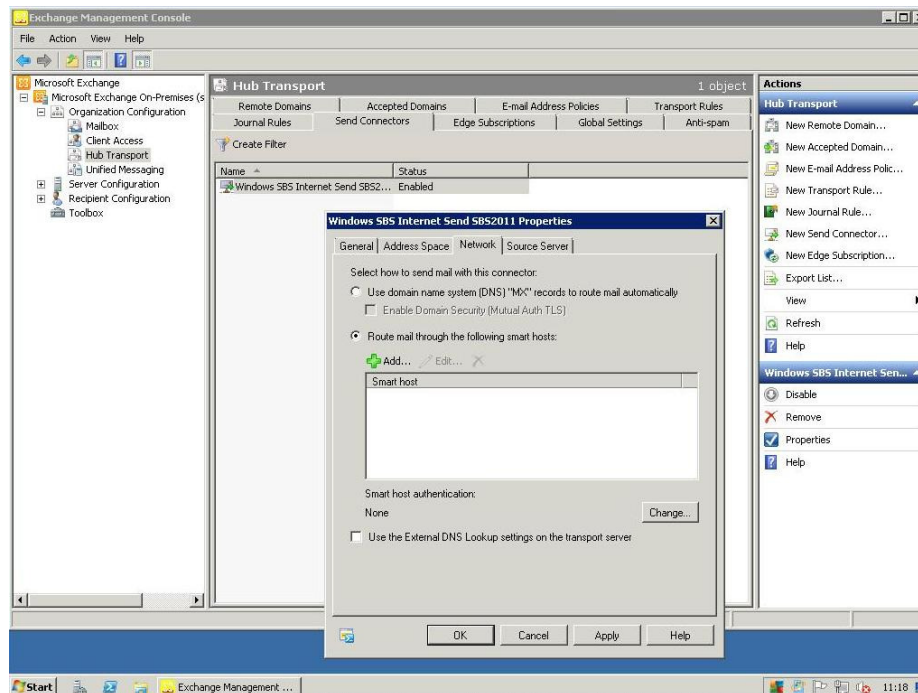 Exchange Management Console
File Action View Help
Microsoft Exchange
Microsoft Exchange On-Premises (s
Organization Configuration
Mailbox
Client Access
Hub Transport
Unified Messaging
Server Configuration
Recipient Configuration
Toolbox
Hub Transport 1 object
Remote Domains Accepted Domains E-mail Address Policies Transport Rules
Journal Rules Send Connectors Edge Subscriptions Global Settings Anti-spam
Create Filter
Name Status
Windows SBS Internet Send SBS2... Enabled
Windows SBS Internet Send SBS2011 Properties
General Address Space Network Source Server
Select how to send mail with this connector:
Use domain name system (DNS) "MX" records to route mail automatically
Enable Domain Security (Mutual Auth TLS)
Route mail through the following smart hosts:
Add... Edit...
Smart host
Smart host authentication:
None Change...
Use the External DNS Lookup settings on the transport server
OK Cancel Apply Help
Actions
Hub Transport
New Remote Domain...
New Accepted Domain...
New E-mail Address Polic...
New Transport Rule...
New Journal Rule...
New Send Connector...
New Edge Subscription...
Export List...
View
Refresh
Help
Windows SBS Internet Sen...
Disable
Remove
Properties
Help
Start Exchange Management ... 11:18